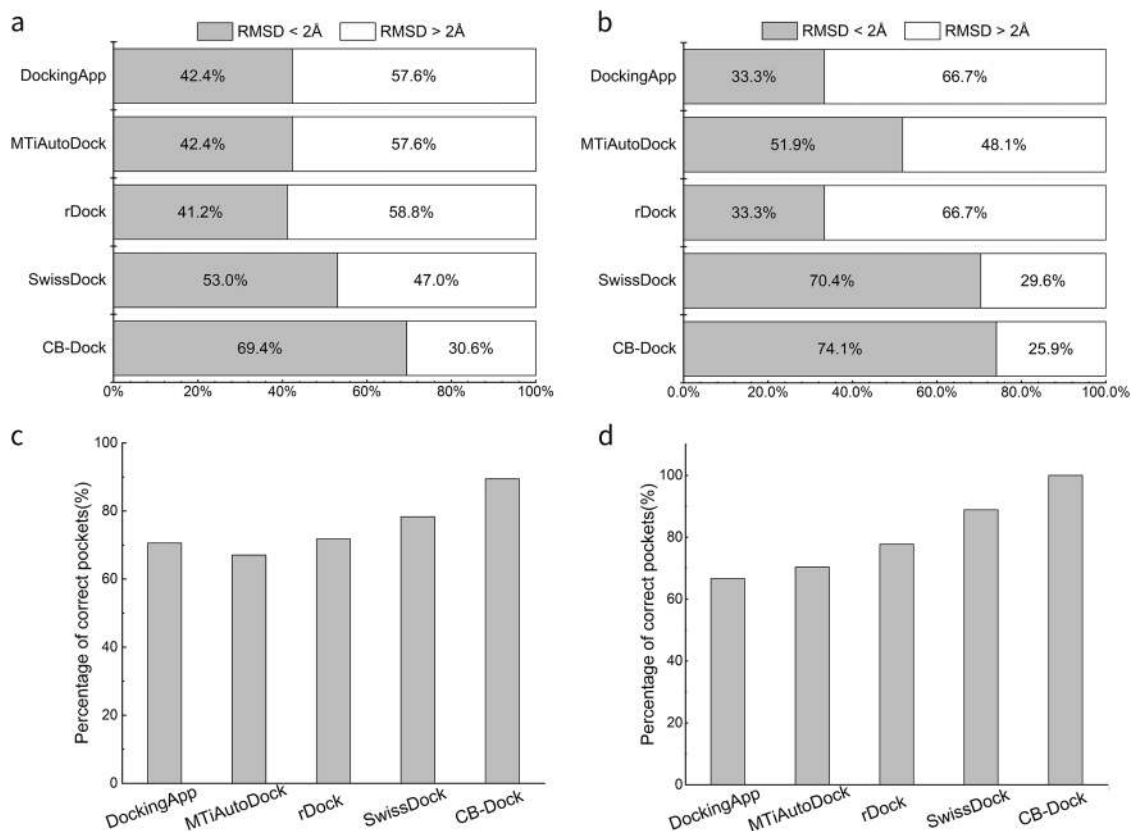 a
RMSD < 2Å RMSD > 2Å
DockingApp 42.4% 57.6%
MTiAutoDock 42.4% 57.6%
rDock 41.2% 58.8%
SwissDock 53.0% 47.0%
CB-Dock 69.4% 30.6%
0% 20% 40% 60% 80% 100%
b
RMSD < 2Å RMSD > 2Å
DockingApp 33.3% 66.7%
MTiAutoDock 51.9% 48.1%
rDock 33.3% 66.7%
SwissDock 70.4% 29.6%
CB-Dock 74.1% 25.9%
0.0% 20.0% 40.0% 60.0% 80.0% 100.0%
c
Percentage of correct pockets(%)
100
80
60
40
20
0
DockingApp MTiAutoDock rDock SwissDock CB-Dock
d
Percentage of correct pockets(%)
100
80
60
40
20
0
DockingApp MTiAutoDock rDock SwissDock CB-Dock